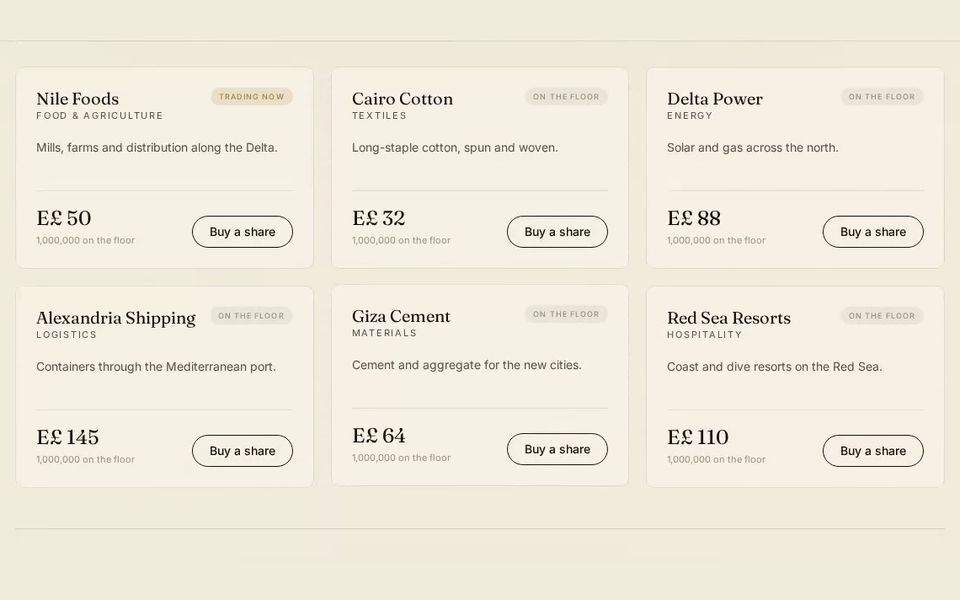 Nile Foods
TRADING NOW
FOOD & AGRICULTURE
Mills, farms and distribution along the Delta.
E£ 50
1,000,000 on the floor
Buy a share
Cairo Cotton
ON THE FLOOR
TEXTILES
Long-staple cotton, spun and woven.
E£ 32
1,000,000 on the floor
Buy a share
Delta Power
ON THE FLOOR
ENERGY
Solar and gas across the north.
E£ 88
1,000,000 on the floor
Buy a share
Alexandria Shipping
ON THE FLOOR
LOGISTICS
Containers through the Mediterranean port.
E£ 145
1,000,000 on the floor
Buy a share
Giza Cement
ON THE FLOOR
MATERIALS
Cement and aggregate for the new cities.
E£ 64
1,000,000 on the floor
Buy a share
Red Sea Resorts
ON THE FLOOR
HOSPITALITY
Coast and dive resorts on the Red Sea.
E£ 110
1,000,000 on the floor
Buy a share